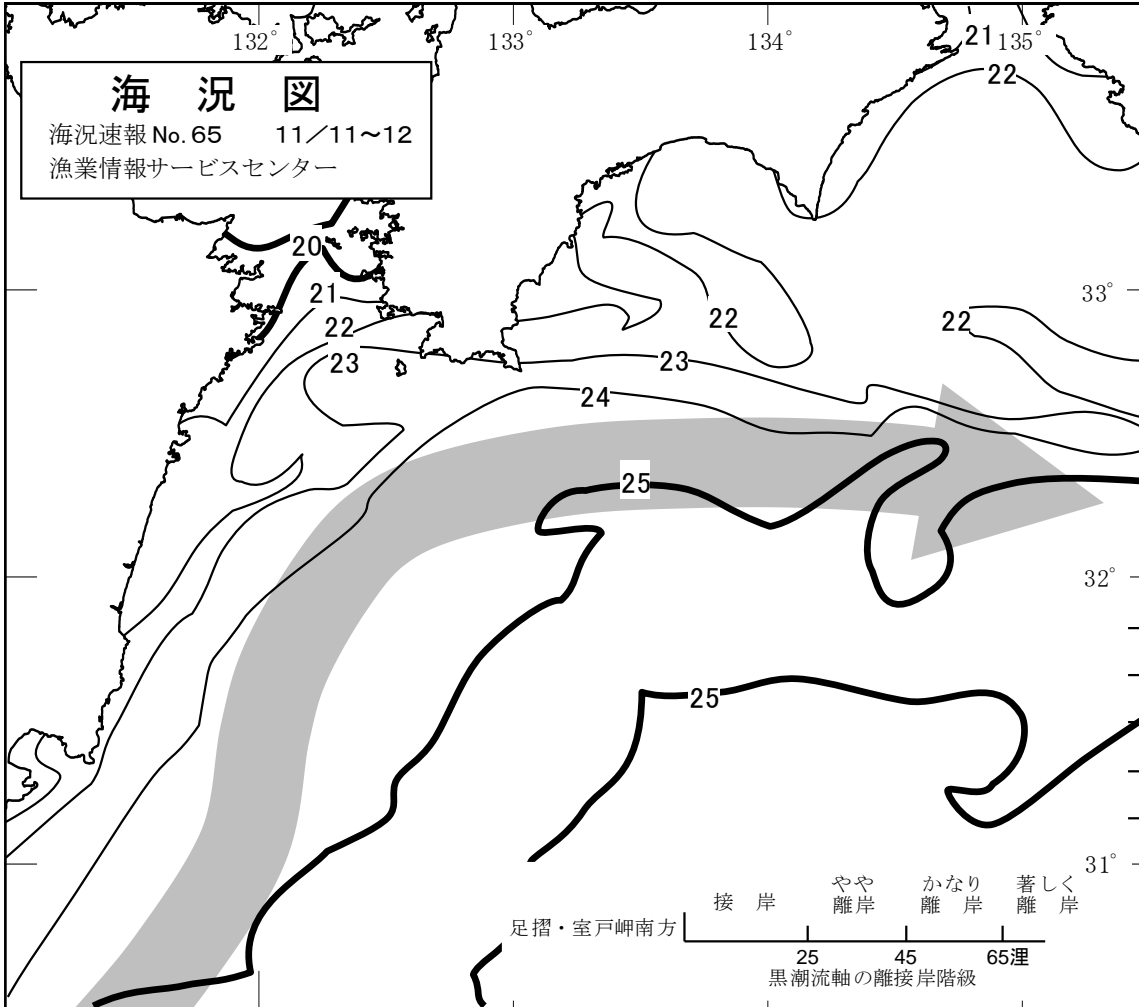 132°
133°
134°
21
135°
22
海 況 図
海況速報 No.65 11/11～12
漁業情報サービスセンター
20
21
33°
22
22
22
23
23
24
25
32°
25
31°
接 岸
やや
離岸
かなり
離 岸
著しく
離 岸
足摺・室戸岬南方
25
45
65浬
黒潮流軸の離接岸階級